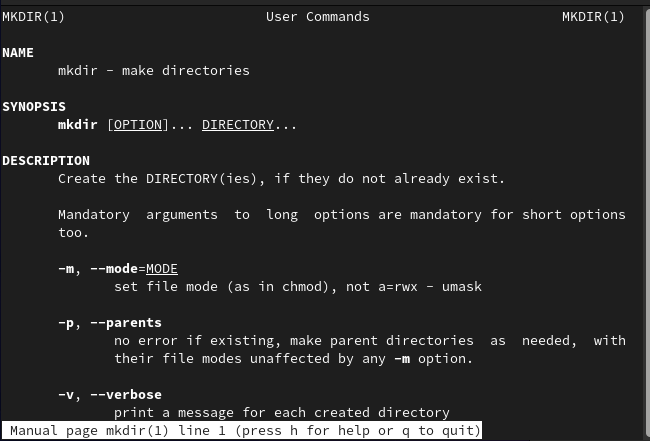 MKDIR(1) User Commands MKDIR(1)
NAME
mkdir - make directories
SYNOPSIS
mkdir [OPTION]... DIRECTORY...
DESCRIPTION
Create the DIRECTORY(ies), if they do not already exist.
Mandatory arguments to long options are mandatory for short options
too.
-m, --mode=MODE
set file mode (as in chmod), not a=rwx - umask
-p, --parents
no error if existing, make parent directories as needed, with
their file modes unaffected by any -m option.
-v, --verbose
print a message for each created directory
Manual page mkdir(1) line 1 (press h for help or q to quit)